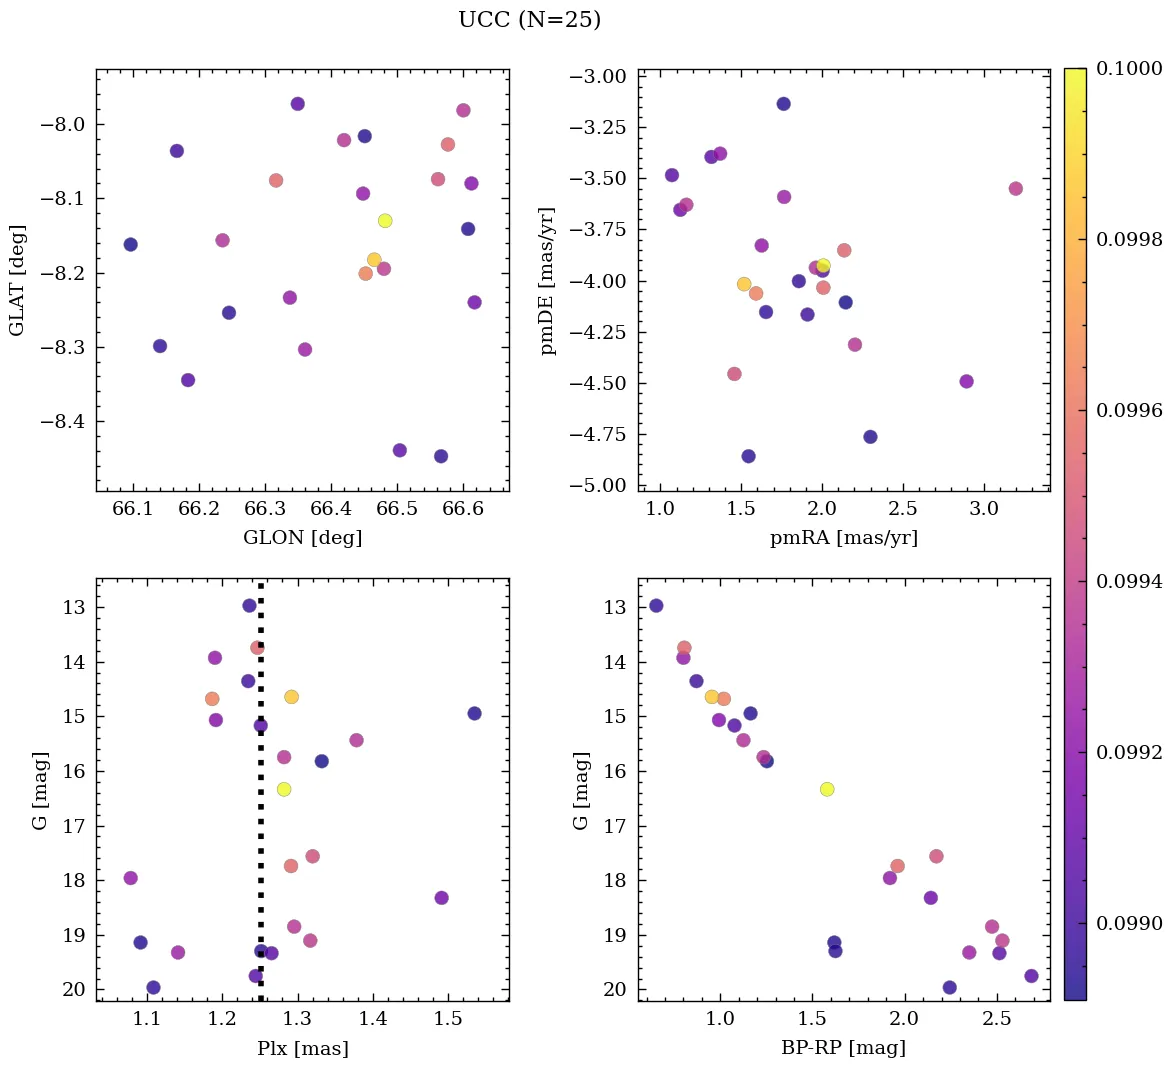 UCC (N=25)
−8.0
−8.1
−8.2
−8.3
−8.4
GLAT [deg]
66.1 66.2 66.3 66.4 66.5 66.6
GLON [deg]
−3.00
−3.25
−3.50
−3.75
−4.00
−4.25
−4.50
−4.75
−5.00
pmDE [mas/yr]
1.0 1.5 2.0 2.5 3.0
pmRA [mas/yr]
13
14
15
16
17
18
19
20
G [mag]
1.1 1.2 1.3 1.4 1.5
Plx [mas]
13
14
15
16
17
18
19
20
G [mag]
1.0 1.5 2.0 2.5
BP-RP [mag]
0.1000
0.0998
0.0996
0.0994
0.0992
0.0990